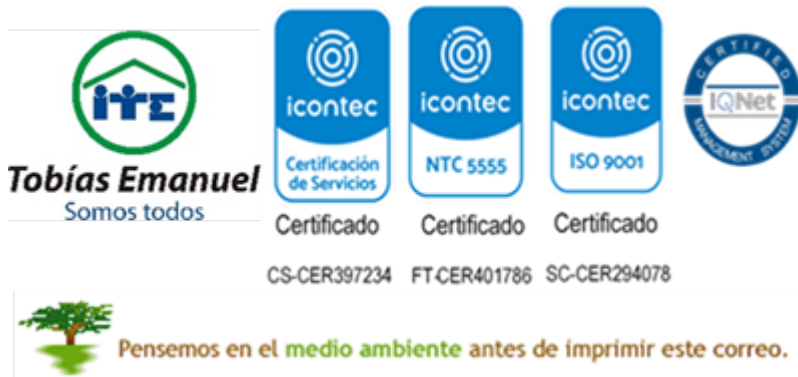 iTE
Tobías Emanuel
Somos todos
icontec
Certificación
de Servicios
Certificado
CS-CER397234
icontec
NTC 5555
Certificado
FT-CER401786
icontec
ISO 9001
Certificado
SC-CER294078
CERTIFIED
IQNet
MANAGEMENT SYSTEM
Pensemos en el medio ambiente antes de imprimir este correo.